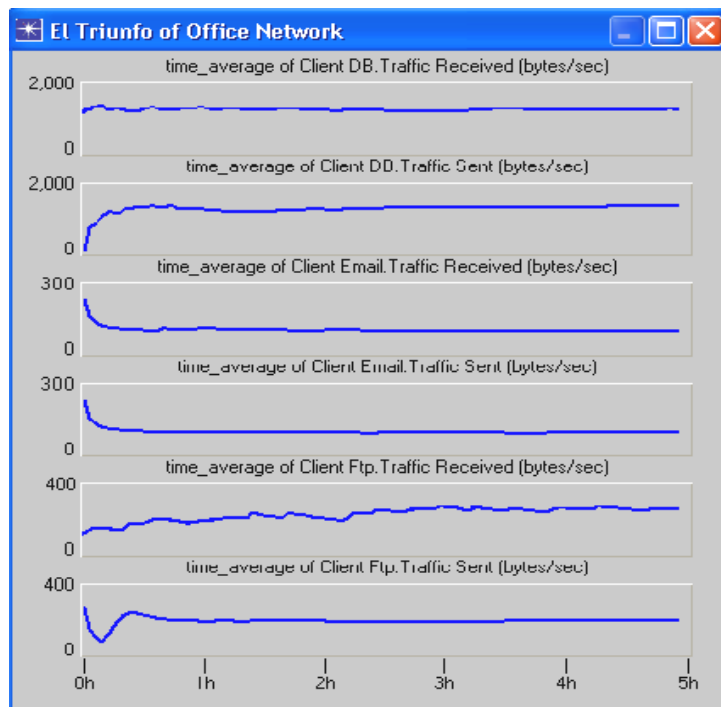 El Triunfo of Office Network
time_average of Client DB.Traffic Received (bytes/sec)
2,000
0
time_average of Client DB.Traffic Sent (bytes/sec)
2,000
0
time_average of Client Email.Traffic Received (bytes/sec)
300
0
time_average of Client Email.Traffic Sent (bytes/sec)
300
0
time_average of Client Ftp.Traffic Received (bytes/sec)
400
0
time_average of Client Ftp.Traffic Sent (bytes/sec)
400
0
0h 1h 2h 3h 4h 5h